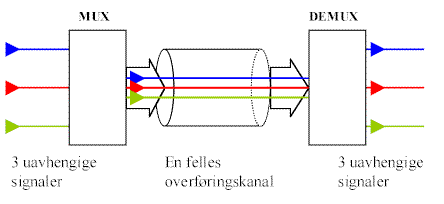 MUX
DEMUX
3 uavhengige
signaler
En felles
overføringskanal
3 uavhengige
signaler